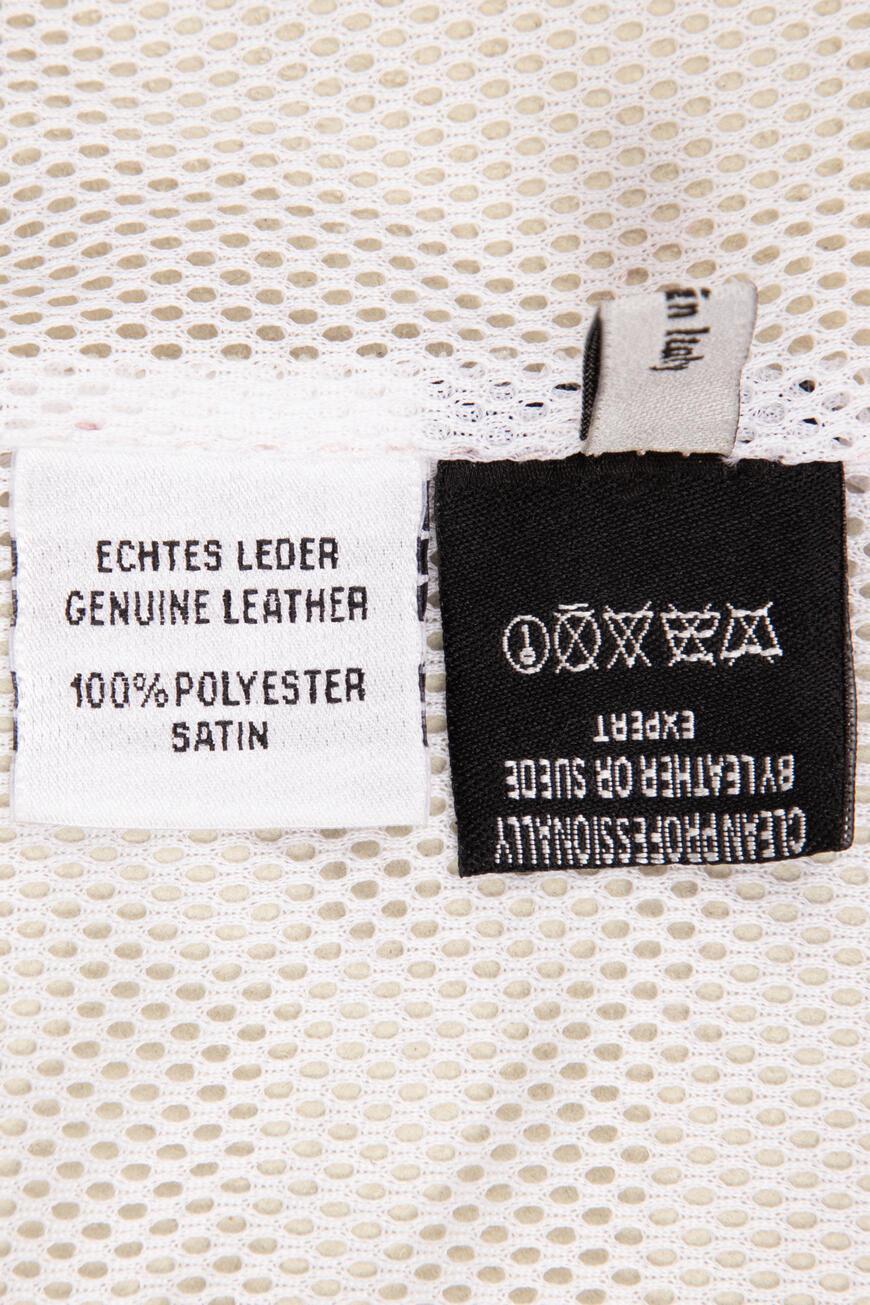 in Italy
ECHTES LEDER
GENUINE LEATHER
100% POLYESTER
SATIN
CLEAN PROFESSIONALLY
BY LEATHER OR SUEDE
EXPERT